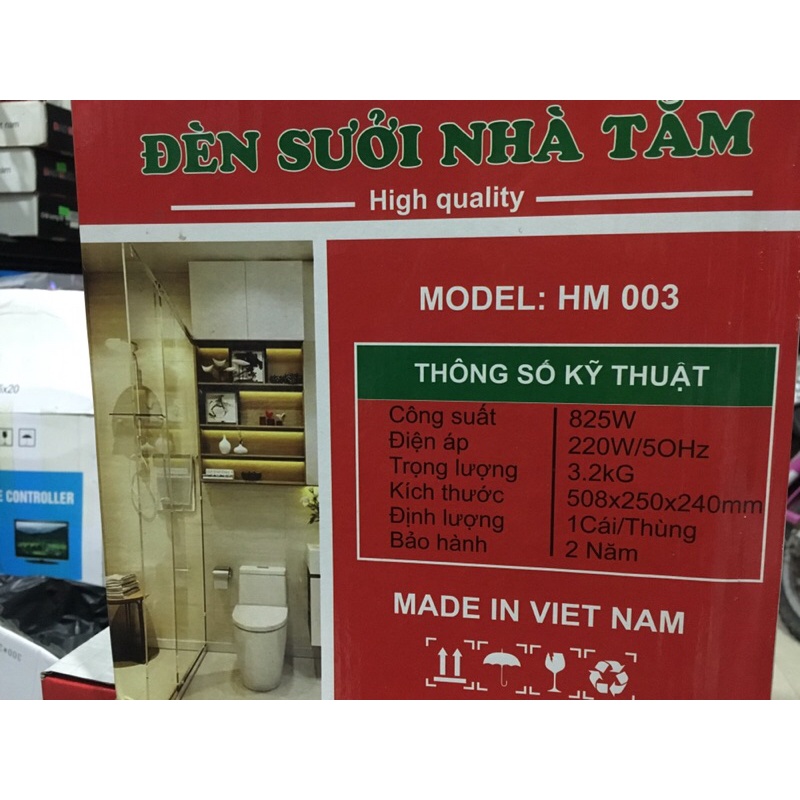 ĐÈN SƯỞI NHÀ TẮM
High quality
MODEL: HM 003
THÔNG SỐ KỸ THUẬT
Công suất 825W
Điện áp 220W/5OHz
Trọng lượng 3.2kG
Kích thước 508x250x240mm
Định lượng 1Cái/Thùng
Bảo hành 2 Năm
MADE IN VIET NAM
E CONTROLLER